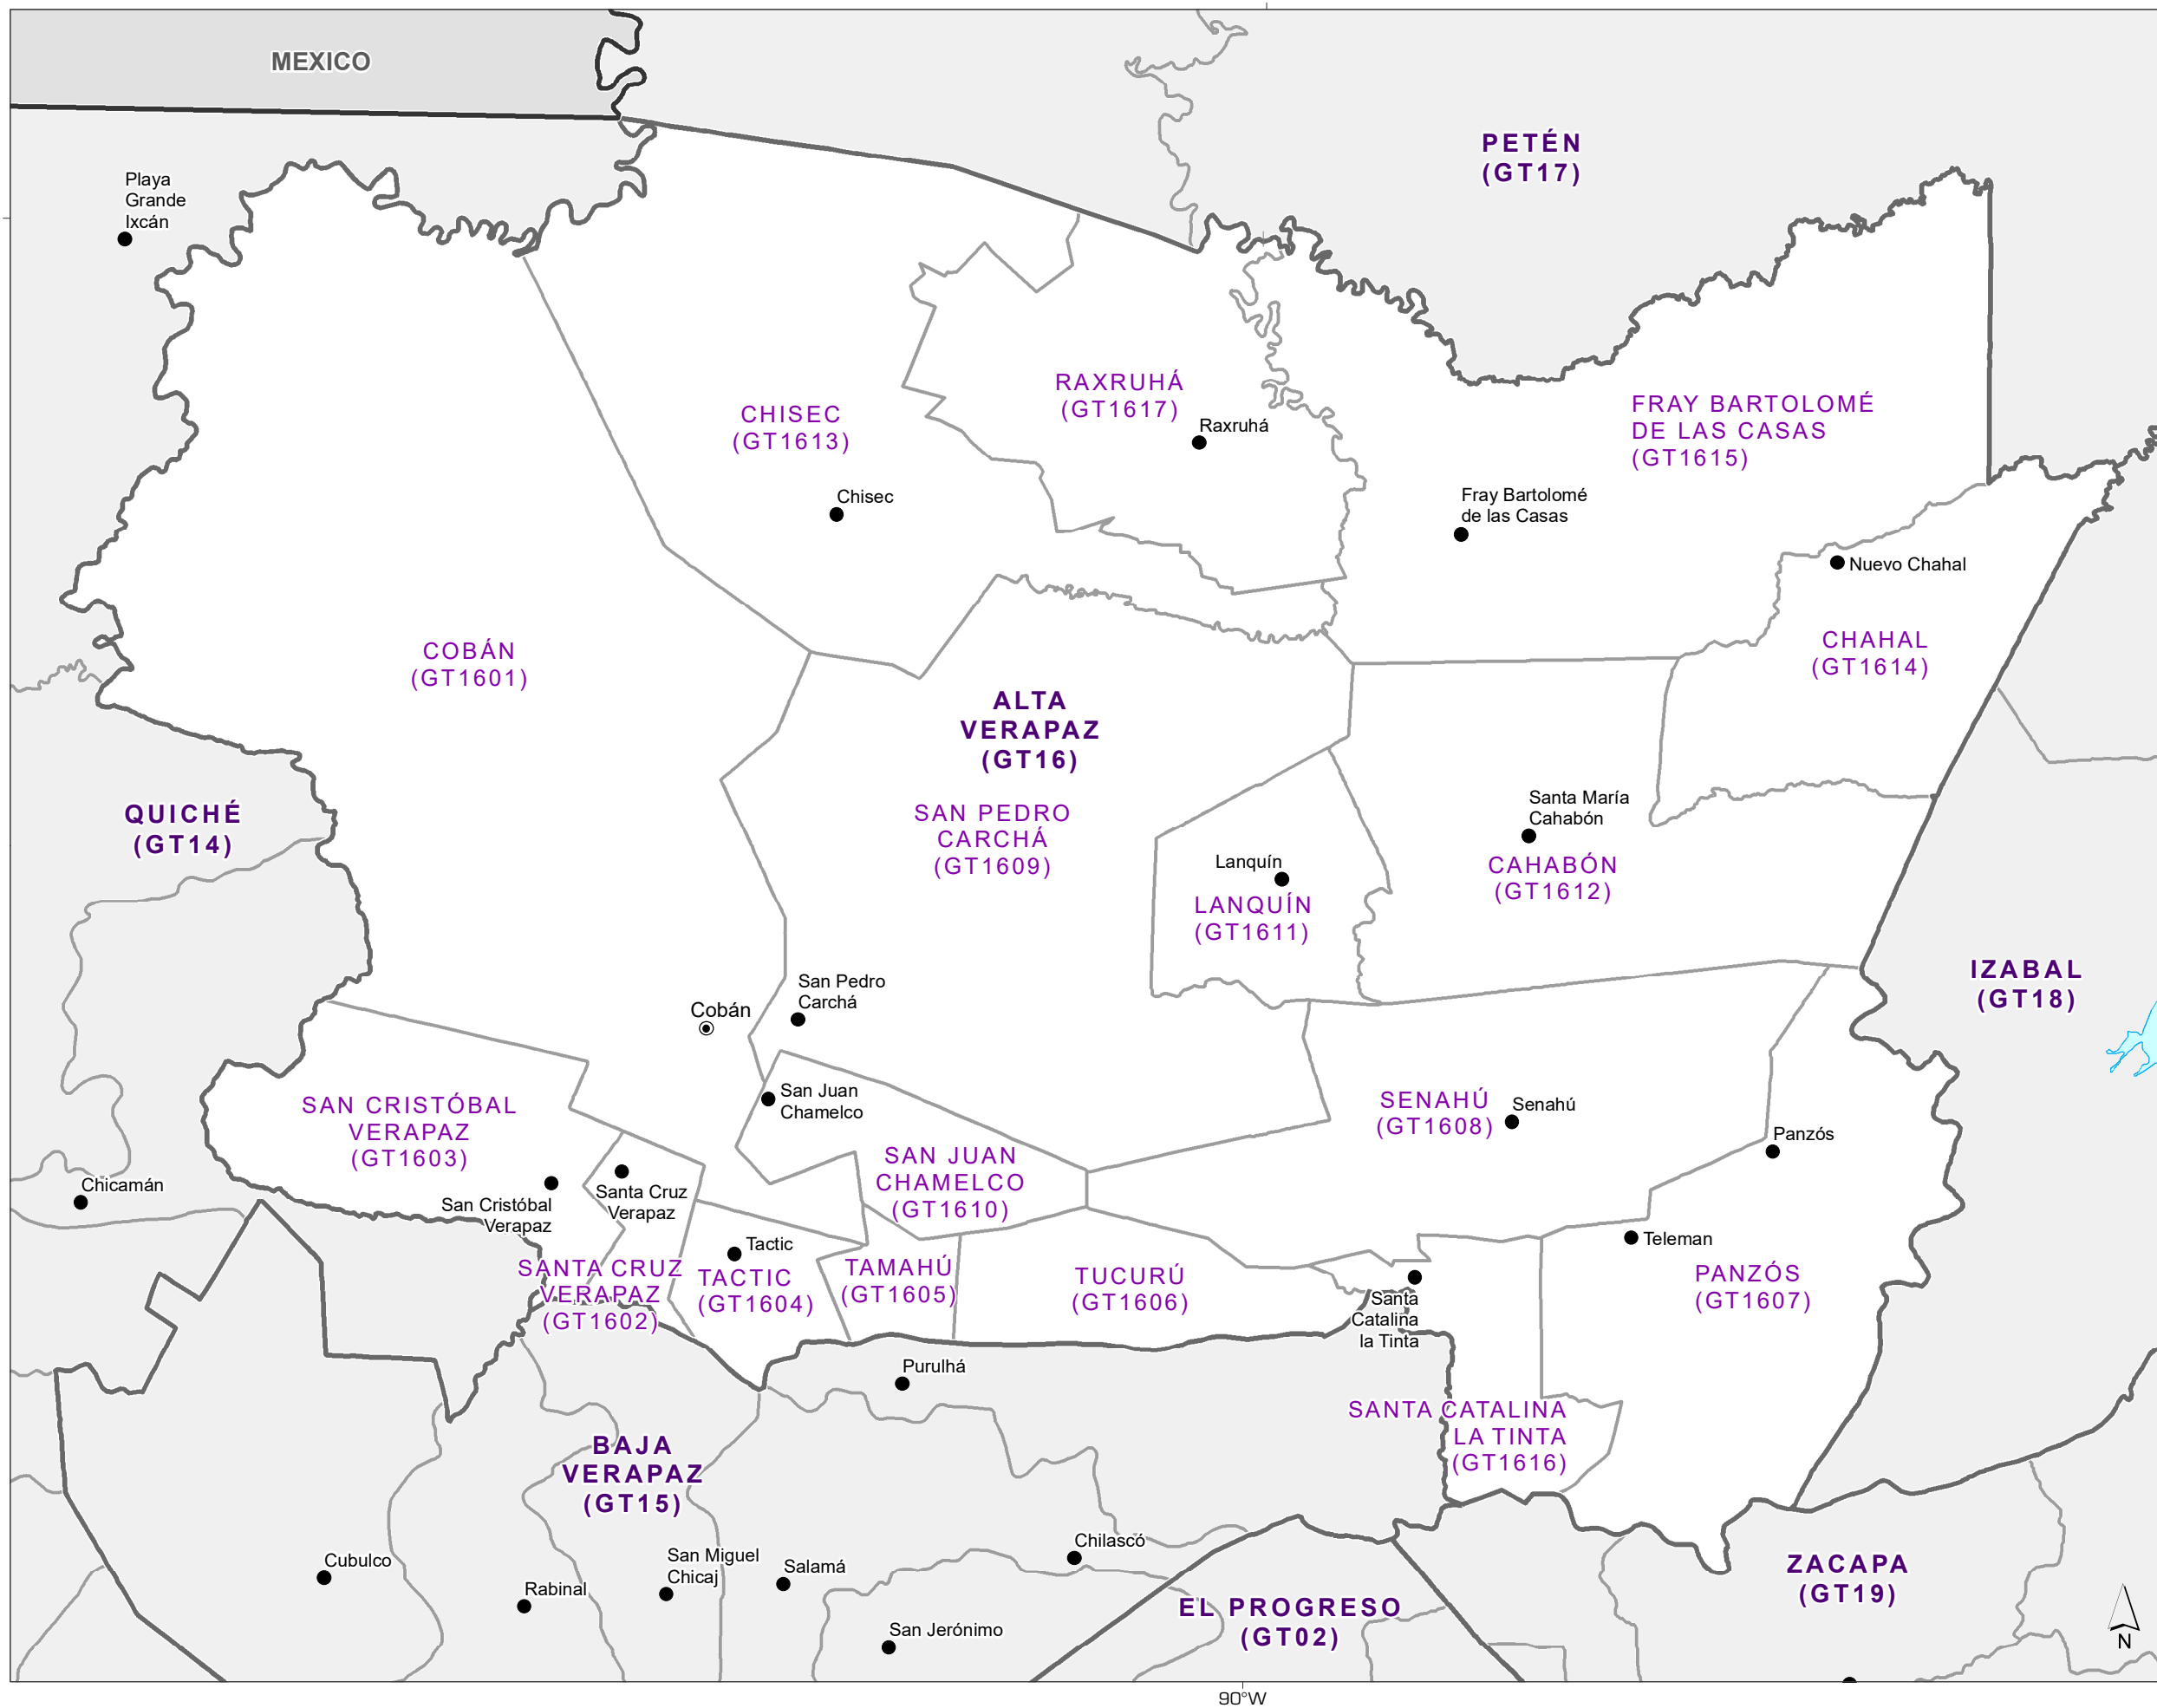 MEXICO
PETÉN
(GT17)
Playa
Grande
Ixcán
RAXRUHÁ
(GT1617)
Raxruhá
CHISEC
(GT1613)
Chisec
FRAY BARTOLOMÉ
DE LAS CASAS
(GT1615)
Fray Bartolomé
de las Casas
Nuevo Chahal
CHAHAL
(GT1614)
COBÁN
(GT1601)
ALTA
VERAPAZ
(GT16)
SAN PEDRO
CARCHÁ
(GT1609)
QUICHÉ
(GT14)
Santa María
Cahabón
CAHABÓN
(GT1612)
Lanquín
LANQUÍN
(GT1611)
IZABAL
(GT18)
San Pedro
Carchá
Cobán
San Juan
Chamelco
SAN CRISTÓBAL
VERAPAZ
(GT1603)
SENAHÚ
(GT1608)
Senahú
Panzós
SAN JUAN
CHAMELCO
(GT1610)
Chicamán
San Cristóbal
Verapaz
Santa Cruz
Verapaz
Tactic
Teleman
SANTA CRUZ
VERAPAZ
(GT1602)
TACTIC
(GT1604)
TAMAHÚ
(GT1605)
TUCURÚ
(GT1606)
Santa
Catalina
la Tinta
PANZÓS
(GT1607)
Purulhá
SANTA CATALINA
LA TINTA
(GT1616)
BAJA
VERAPAZ
(GT15)
Chilascó
Cubulco
San Miguel
Chicaj
Salamá
Rabinal
San Jerónimo
EL PROGRESO
(GT02)
ZACAPA
(GT19)
N
90°W